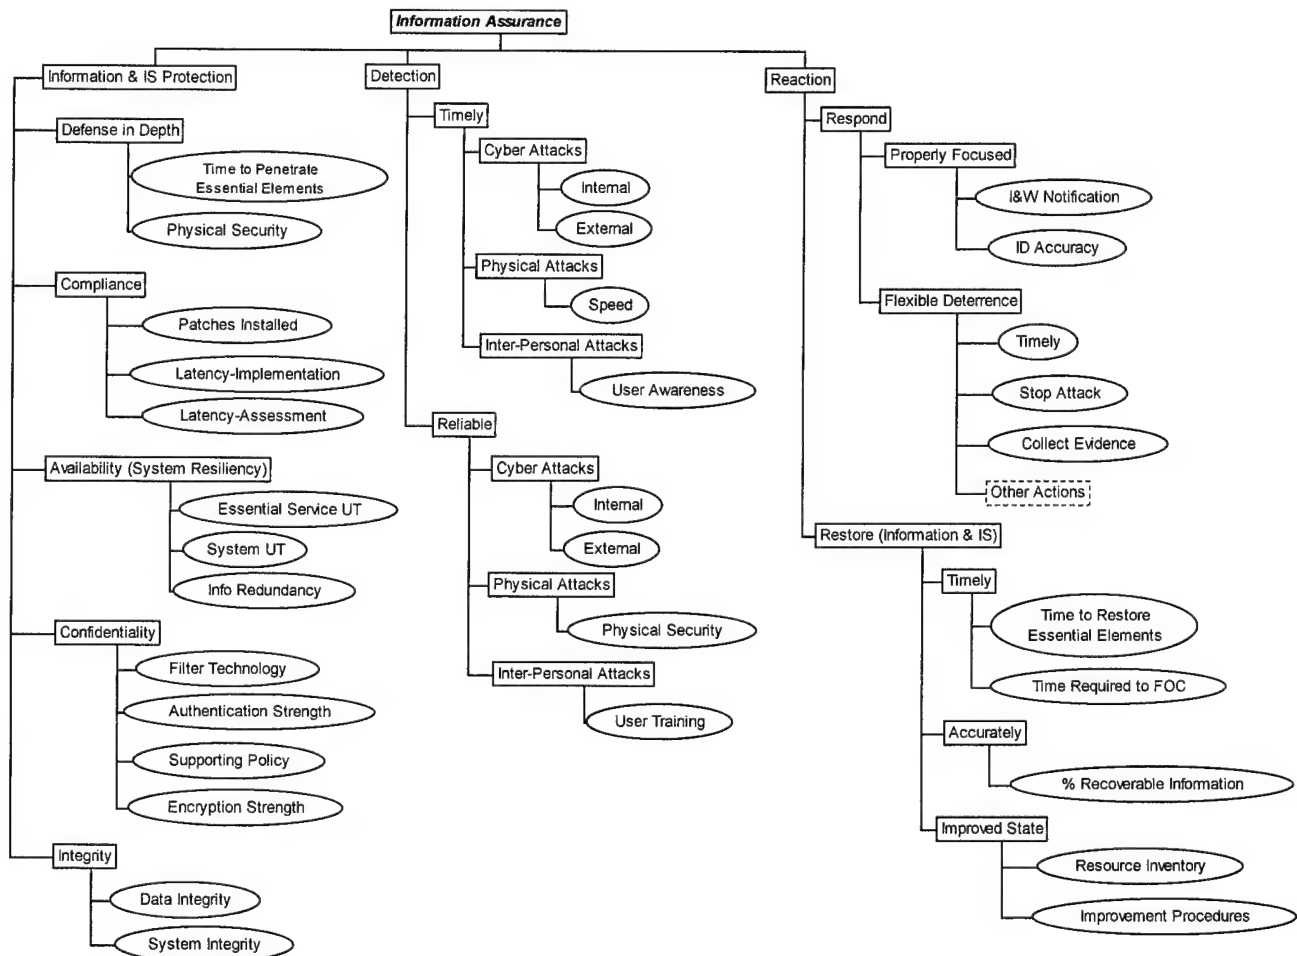 Information Assurance
Information & IS Protection
Defense in Depth
Time to Penetrate
Essential Elements
Physical Security
Compliance
Patches Installed
Latency-Implementation
Latency-Assessment
Availability (System Resiliency)
Essential Service UT
System UT
Info Redundancy
Confidentiality
Filter Technology
Authentication Strength
Supporting Policy
Encryption Strength
Integrity
Data Integrity
System Integrity
Detection
Timely
Cyber Attacks
Internal
External
Physical Attacks
Speed
Inter-Personal Attacks
User Awareness
Reliable
Cyber Attacks
Internal
External
Physical Attacks
Physical Security
Inter-Personal Attacks
User Training
Reaction
Respond
Properly Focused
I&W Notification
ID Accuracy
Flexible Deterrence
Timely
Stop Attack
Collect Evidence
Other Actions
Restore (Information & IS)
Timely
Time to Restore
Essential Elements
Time Required to FOC
Accurately
% Recoverable Information
Improved State
Resource Inventory
Improvement Procedures